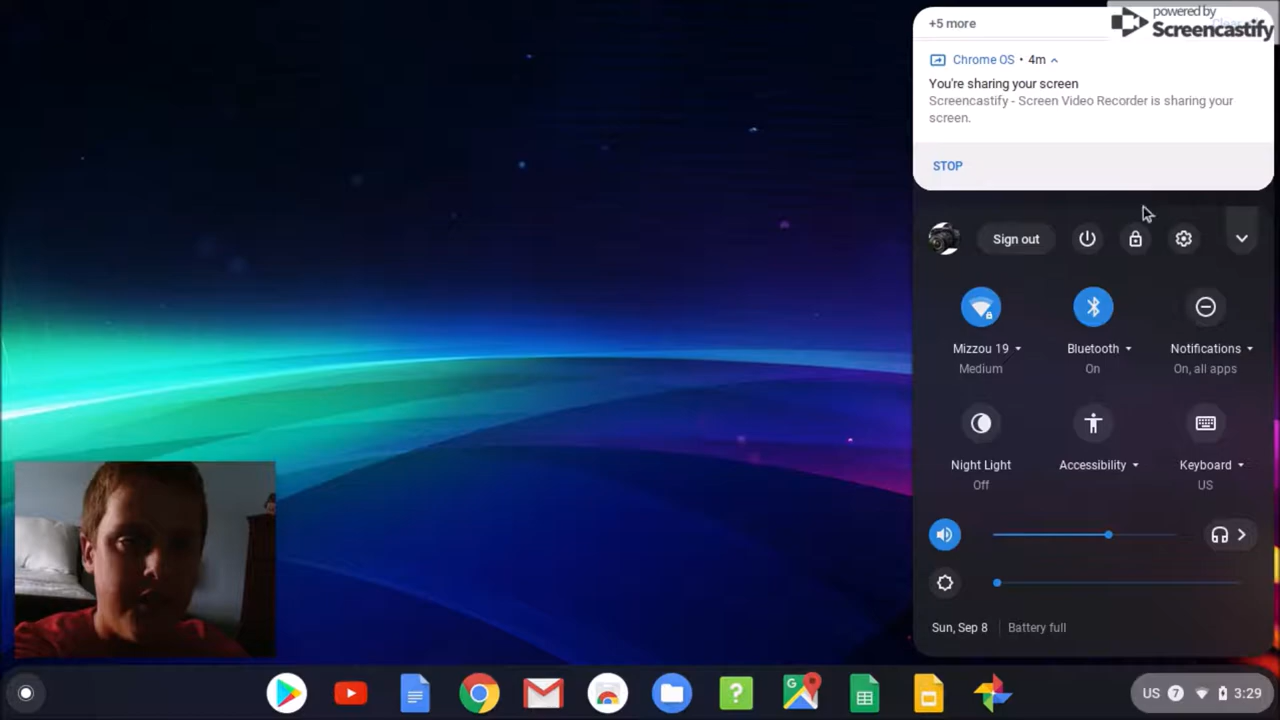 +5 more
powered by
Screencastify
Chrome OS • 4m
You're sharing your screen
Screencastify - Screen Video Recorder is sharing your
screen.
STOP
Sign out
Mizzou 19
Medium
Bluetooth
On
Notifications
On, all apps
Night Light
Off
Accessibility
Keyboard
US
Sun, Sep 8
Battery full
US 7 3:29